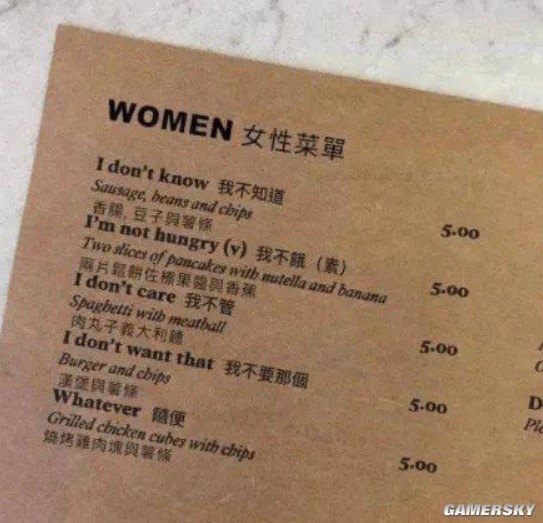 WOMEN 女性菜單
I don't know 我不知道
Sausage, beans and chips 5.00
香腸, 豆子與薯條
I'm not hungry (v) 我不餓（素）
Two slices of pancakes with nutella and banana 5.00
兩片鬆餅佐榛果醬與香蕉
I don't care 我不管
Spaghetti with meatball 5.00
肉丸子義大利麵
I don't want that 我不要那個
Burger and chips 5.00
漢堡與薯條
Whatever 隨便
Grilled chicken cubes with chips 5.00
燒烤雞肉塊與薯條
GAMERSKY